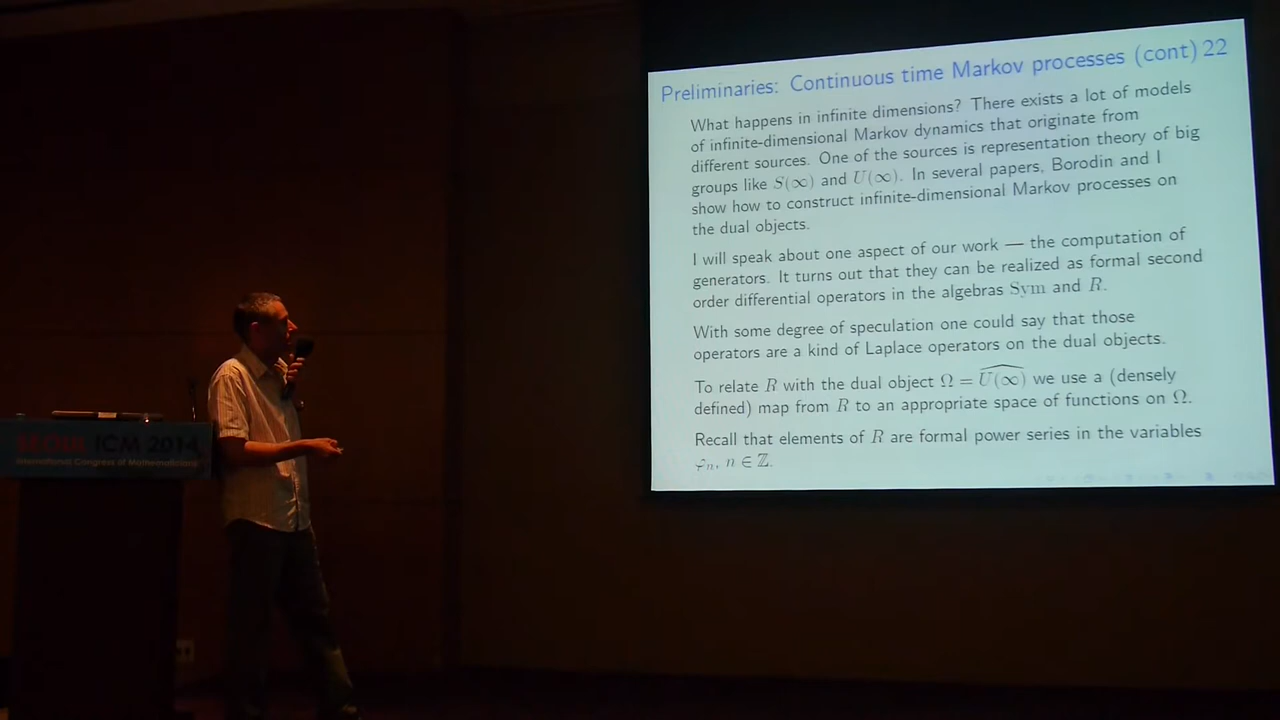 Preliminaries: Continuous time Markov processes (cont) 22
What happens in infinite dimensions? There exists a lot of models
of infinite-dimensional Markov dynamics that originate from
different sources. One of the sources is representation theory of big
groups like S(∞) and U(∞). In several papers, Borodin and I
show how to construct infinite-dimensional Markov processes on
the dual objects.
I will speak about one aspect of our work — the computation of
generators. It turns out that they can be realized as formal second
order differential operators in the algebras Sym and R.
With some degree of speculation one could say that those
operators are a kind of Laplace operators on the dual objects.
To relate R with the dual object Ω = \widehat{U(∞)} we use a (densely
defined) map from R to an appropriate space of functions on Ω.
Recall that elements of R are formal power series in the variables
φ̂ₙ, n ∈ ℤ.
SEOUL ICM 2014
International Congress of Mathematicians